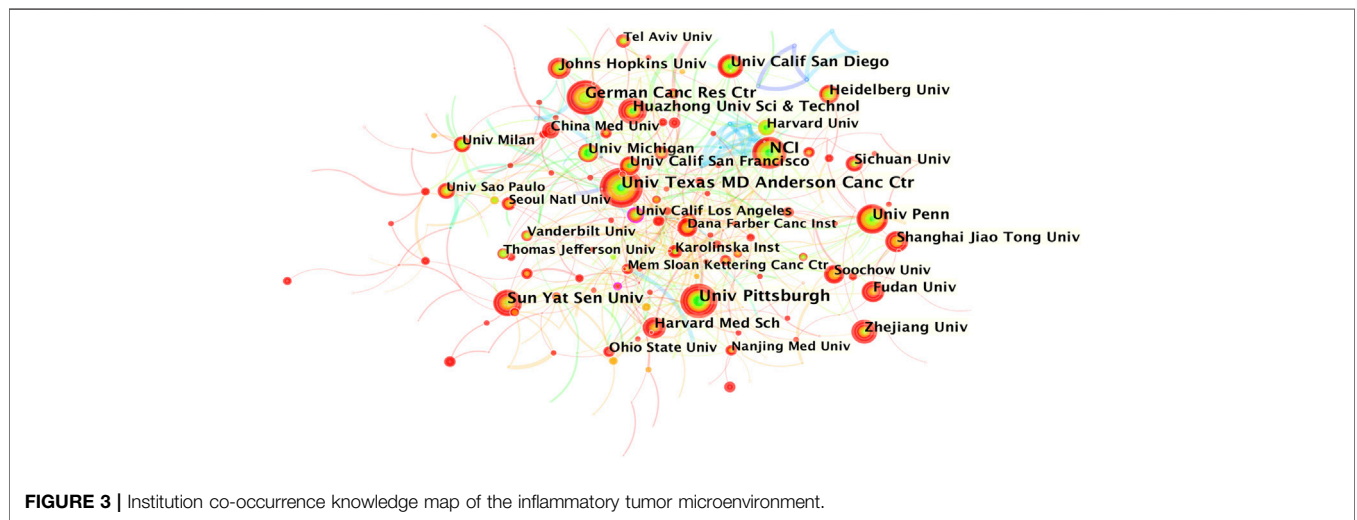 Tel Aviv Univ
Johns Hopkins Univ
Univ Calif San Diego
German Canc Res Ctr
Heidelberg Univ
Huazhong Univ Sci & Technol
China Med Univ
Harvard Univ
Univ Milan
Univ Michigan
NCI
Univ Calif San Francisco
Sichuan Univ
Univ Texas MD Anderson Canc Ctr
Univ Sao Paulo
Seoul Natl Univ
Univ Calif Los Angeles
Univ Penn
Dana Farber Canc Inst
Vanderbilt Univ
Shanghai Jiao Tong Univ
Thomas Jefferson Univ
Karolinska Inst
Mem Sloan Kettering Canc Ctr
Soochow Univ
Fudan Univ
Sun Yat Sen Univ
Univ Pittsburgh
Harvard Med Sch
Zhejiang Univ
Ohio State Univ
Nanjing Med Univ
FIGURE 3 | Institution co-occurrence knowledge map of the inflammatory tumor microenvironment.